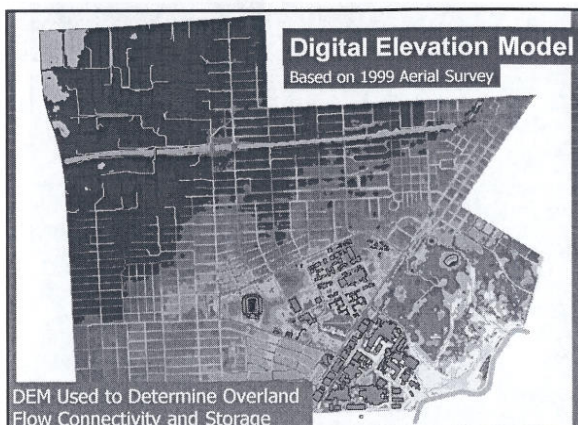 Digital Elevation Model
Based on 1999 Aerial Survey
DEM Used to Determine Overland
Flow Connectivity and Storage